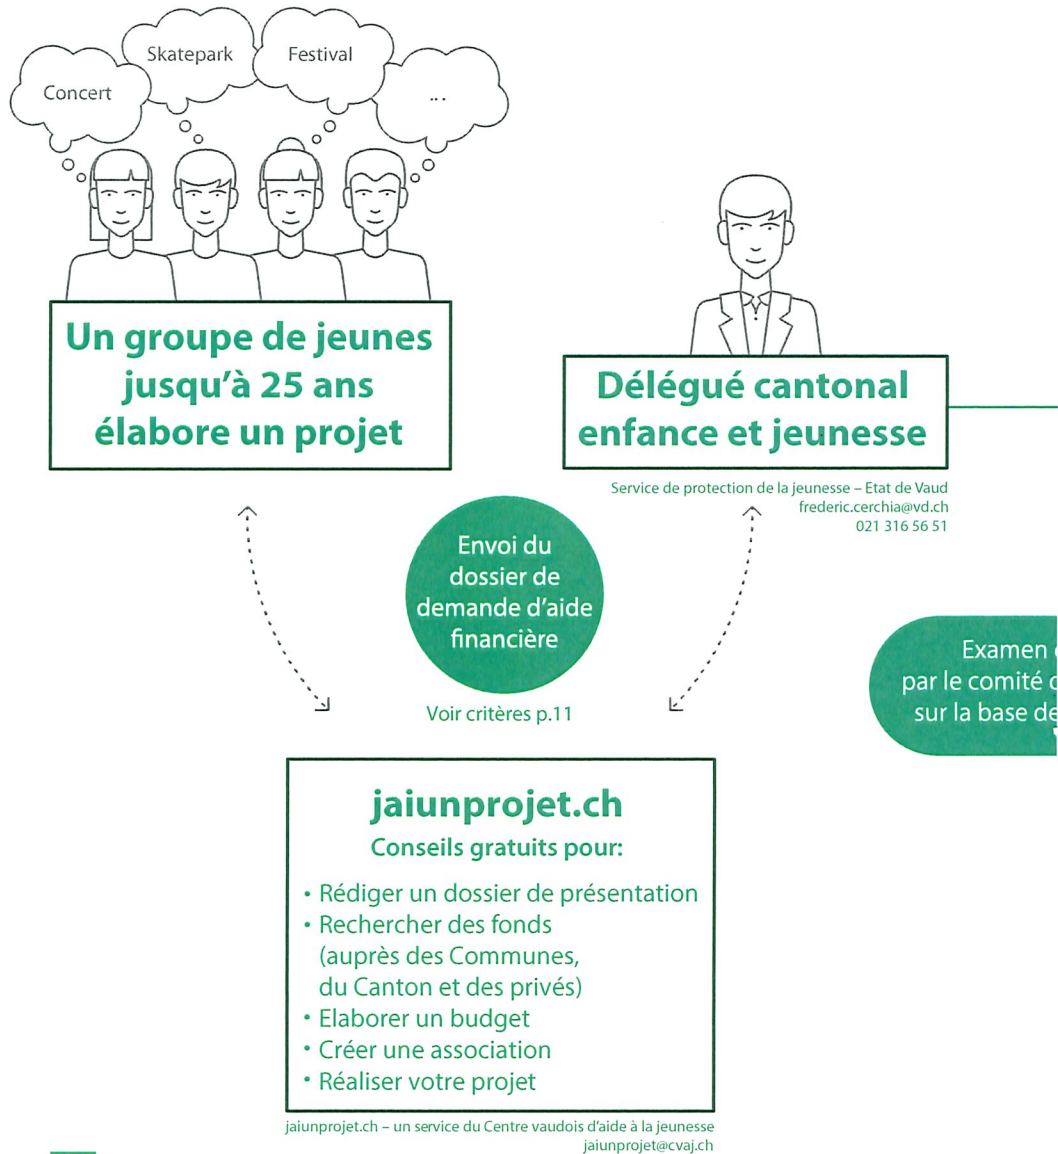 Skatepark
Festival
Concert
...
Un groupe de jeunes
jusqu'à 25 ans
élabore un projet
Délégué cantonal
enfance et jeunesse
Service de protection de la jeunesse – Etat de Vaud
frederic.cerchia@vd.ch
021 316 56 51
Envoi du
dossier de
demande d'aide
financière
Voir critères p.11
Examen
par le comité
sur la base de
jaiunprojet.ch
Conseils gratuits pour:
• Rédiger un dossier de présentation
• Rechercher des fonds
(auprès des Communes,
du Canton et des privés)
• Elaborer un budget
• Créer une association
• Réaliser votre projet
jaiunprojet.ch – un service du Centre vaudois d'aide à la jeunesse
jaiunprojet@cvaj.ch